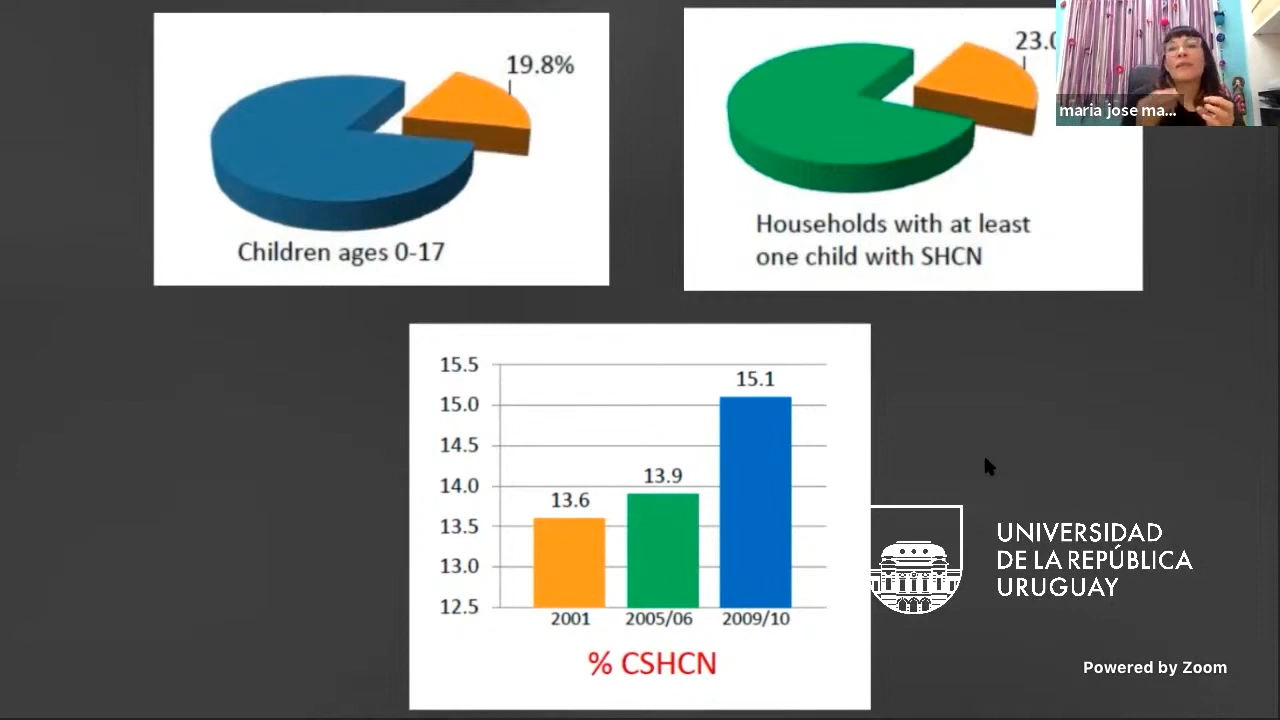 19.8%
Children ages 0-17
23.0
Households with at least
one child with SHCN
maria jose ma...
15.5
15.0
14.5
14.0
13.5
13.0
12.5
13.6
13.9
15.1
2001 2005/06 2009/10
% CSHCN
UNIVERSIDAD
DE LA REPÚBLICA
URUGUAY
Powered by Zoom